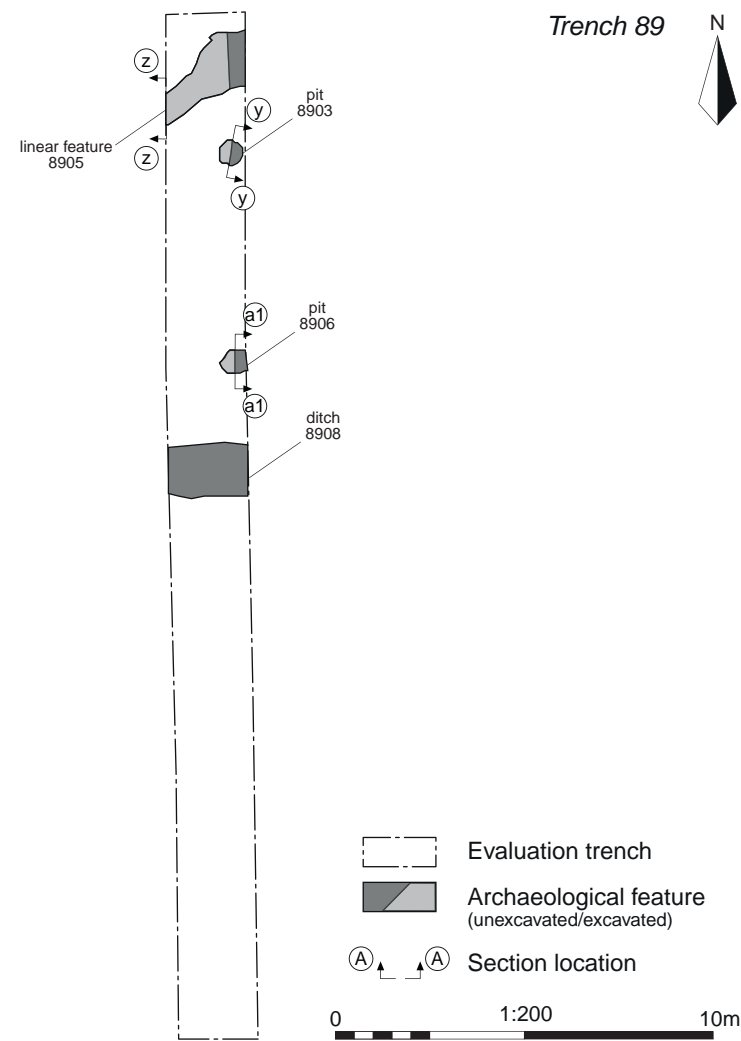 Trench 89
N
z
pit
8903
y
linear feature
8905
z
y
pit
8906
a1
a1
ditch
8908
Evaluation trench
Archaeological feature
(unexcavated/excavated)
A A Section location
0 1:200 10m